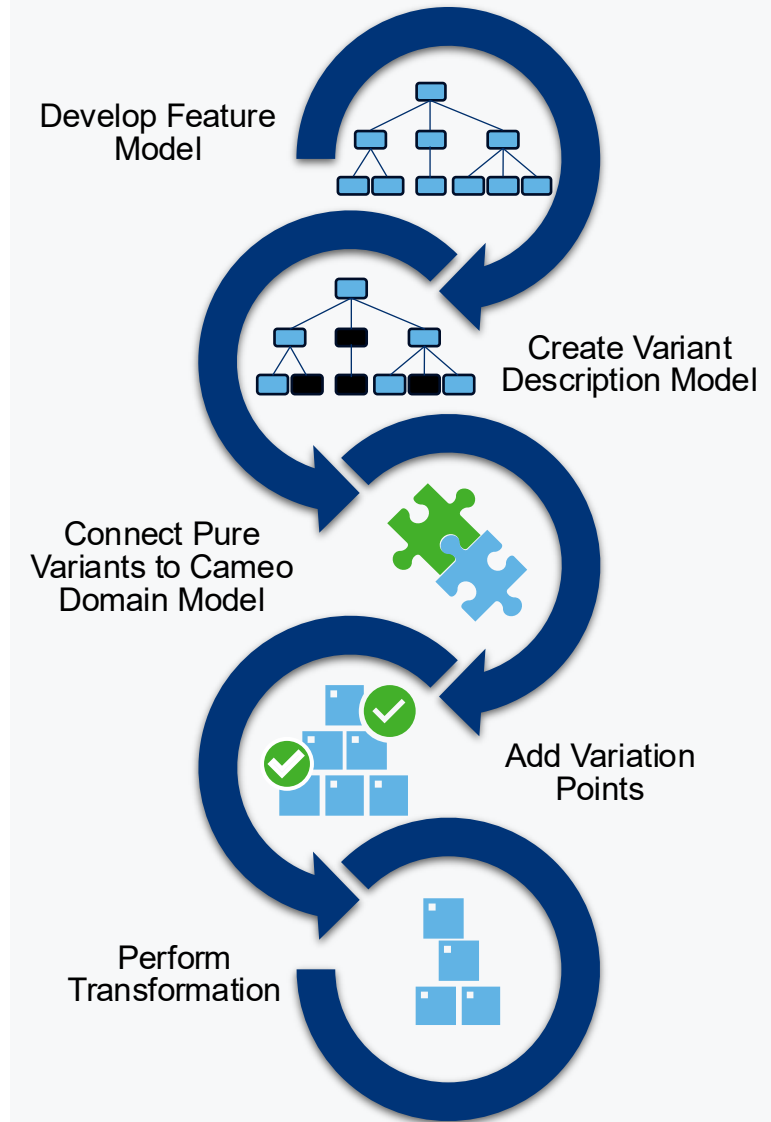 Develop Feature
Model
Create Variant
Description Model
Connect Pure
Variants to Cameo
Domain Model
Add Variation
Points
Perform
Transformation